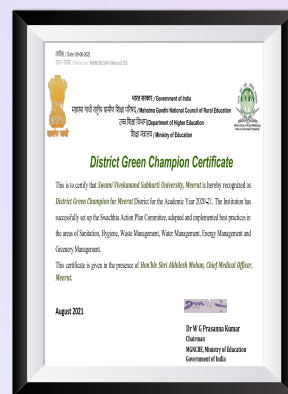 तारीख / Date: 09-08-2021
भारत सरकार /Government of India
महात्मा गांधी राष्ट्रीय ग्रामीण शिक्षा परिषद /Mahatma Gandhi National Council of Rural Education
उच्च शिक्षा विभाग/Department of Higher Education
शिक्षा मंत्रालय /Ministry of Education
District Green Champion Certificate
This is to certify that Swami Vivekanand Subharti University, Meerut is hereby recognized as
District Green Champion for Meerut District for the Academic Year 2020-21. The Institution has
successfully set up the Swachhta Action Plan Committee, adopted and implemented best practices in
the areas of Sanitation, Hygiene, Waste Management, Water Management, Energy Management and
Greenery Management.
This certificate is given in the presence of Hon'ble Shri Akhilesh Mohan, Chief Medical Officer,
Meerut.
August 2021
Dr W G Prasanna Kumar
Chairman
MGNCRE, Ministry of Education
Government of India